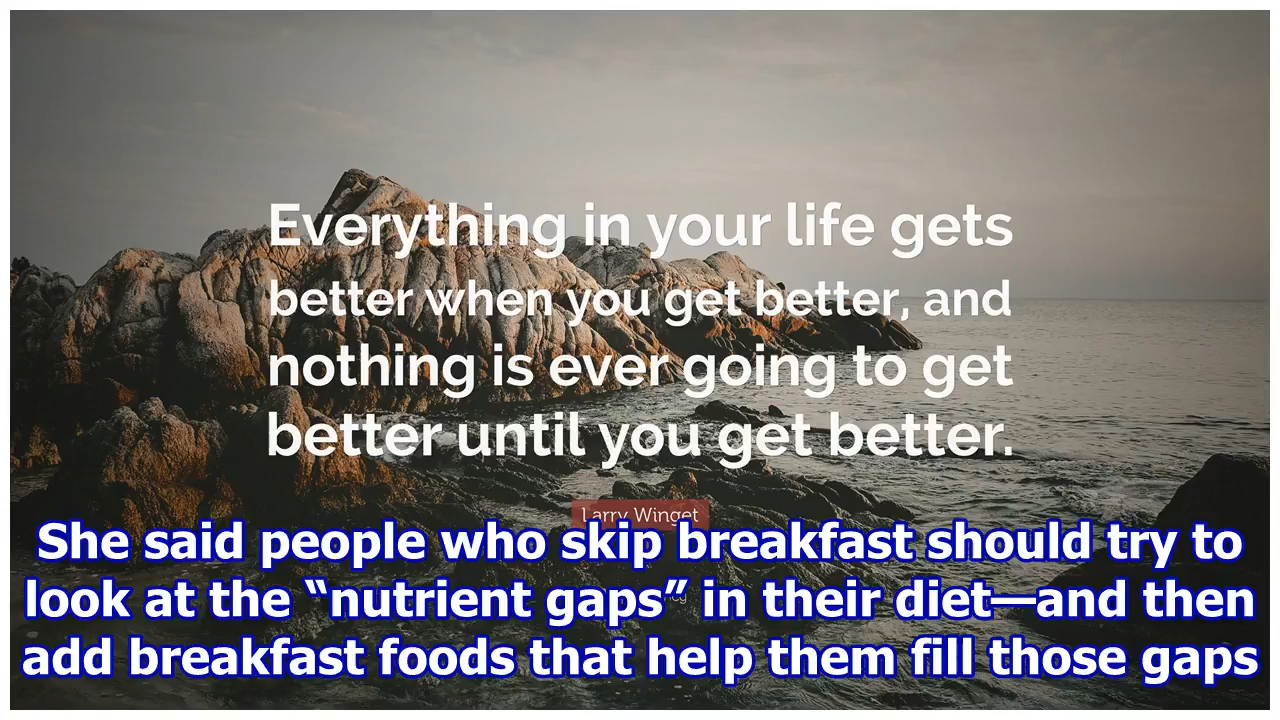 Everything in your life gets
better when you get better, and
nothing is ever going to get
better until you get better.
Larry Winget
She said people who skip breakfast should try to
look at the “nutrient gaps” in their diet—and then
add breakfast foods that help them fill those gaps